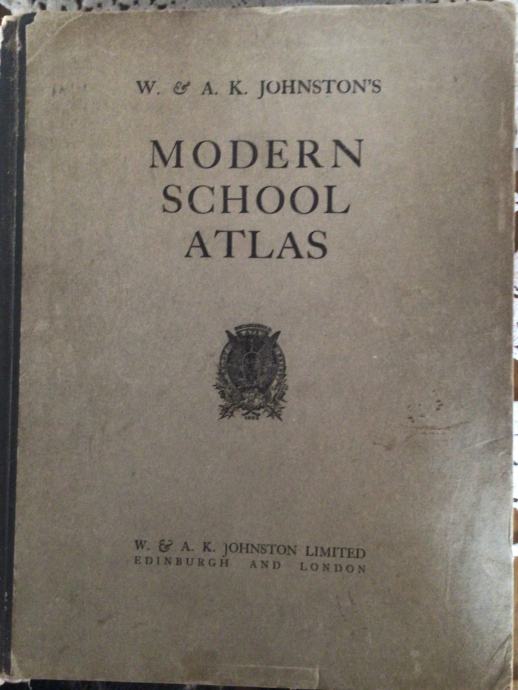 W. & A. K. JOHNSTON'S
MODERN
SCHOOL
ATLAS
W. & A. K. JOHNSTON LIMITED
EDINBURGH AND LONDON